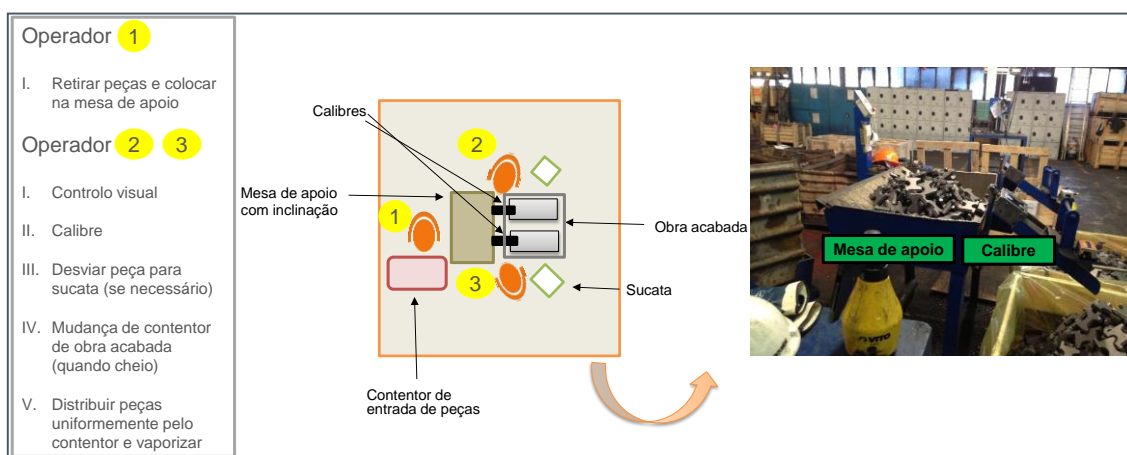 Operador 1
I. Retirar peças e colocar
na mesa de apoio
Operador 2 3
I. Controlo visual
II. Calibre
III. Desviar peça para
sucata (se necessário)
IV. Mudança de contentor
de obra acabada
(quando cheio)
V. Distribuir peças
uniformemente pelo
contentor e vaporizar
Calibres
2
Mesa de apoio
com inclinação
1
Obra acabada
3
Sucata
Contentor de
entrada de peças
Mesa de apoio
Calibre
VITO